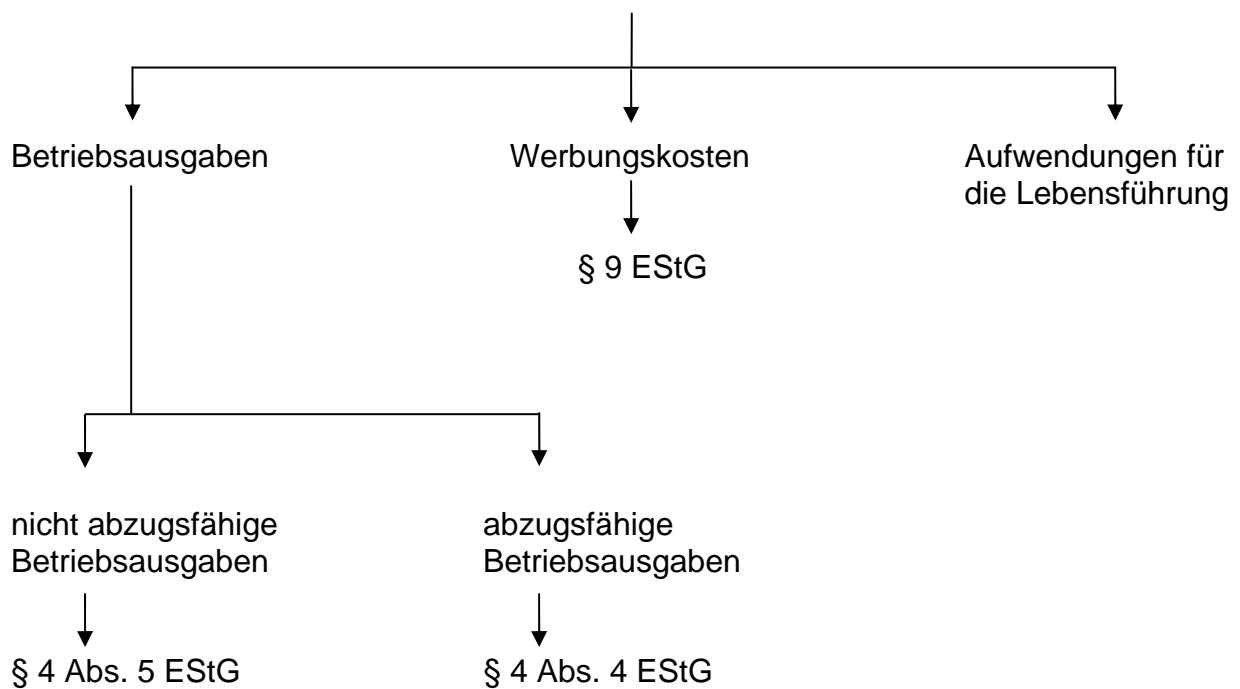 Betriebsausgaben
Werbungskosten
Aufwendungen für
die Lebensführung
§ 9 EStG
nicht abzugsfähige
Betriebsausgaben
abzugsfähige
Betriebsausgaben
§ 4 Abs. 5 EStG
§ 4 Abs. 4 EStG